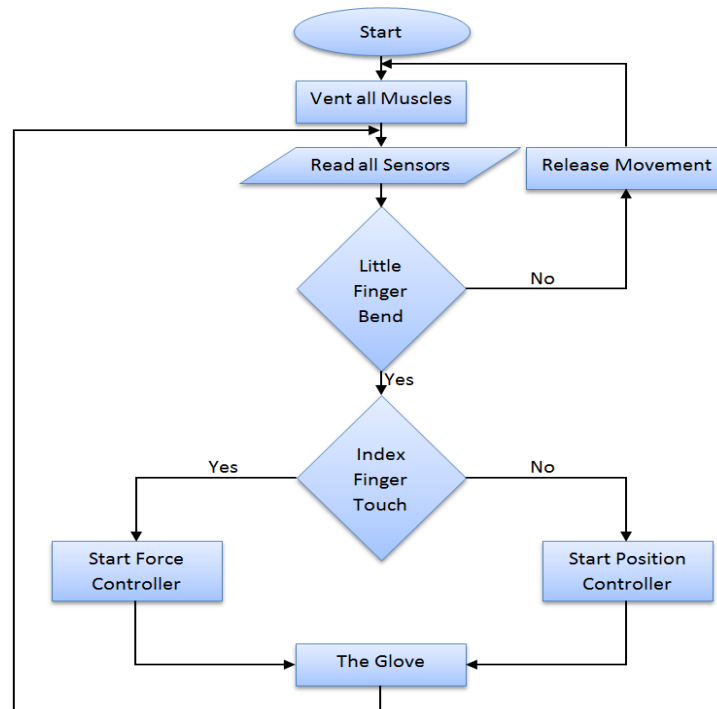 Start
Vent all Muscles
Read all Sensors
Release Movement
Little
Finger
Bend
No
Yes
Index
Finger
Touch
Yes
No
Start Force
Controller
Start Position
Controller
The Glove